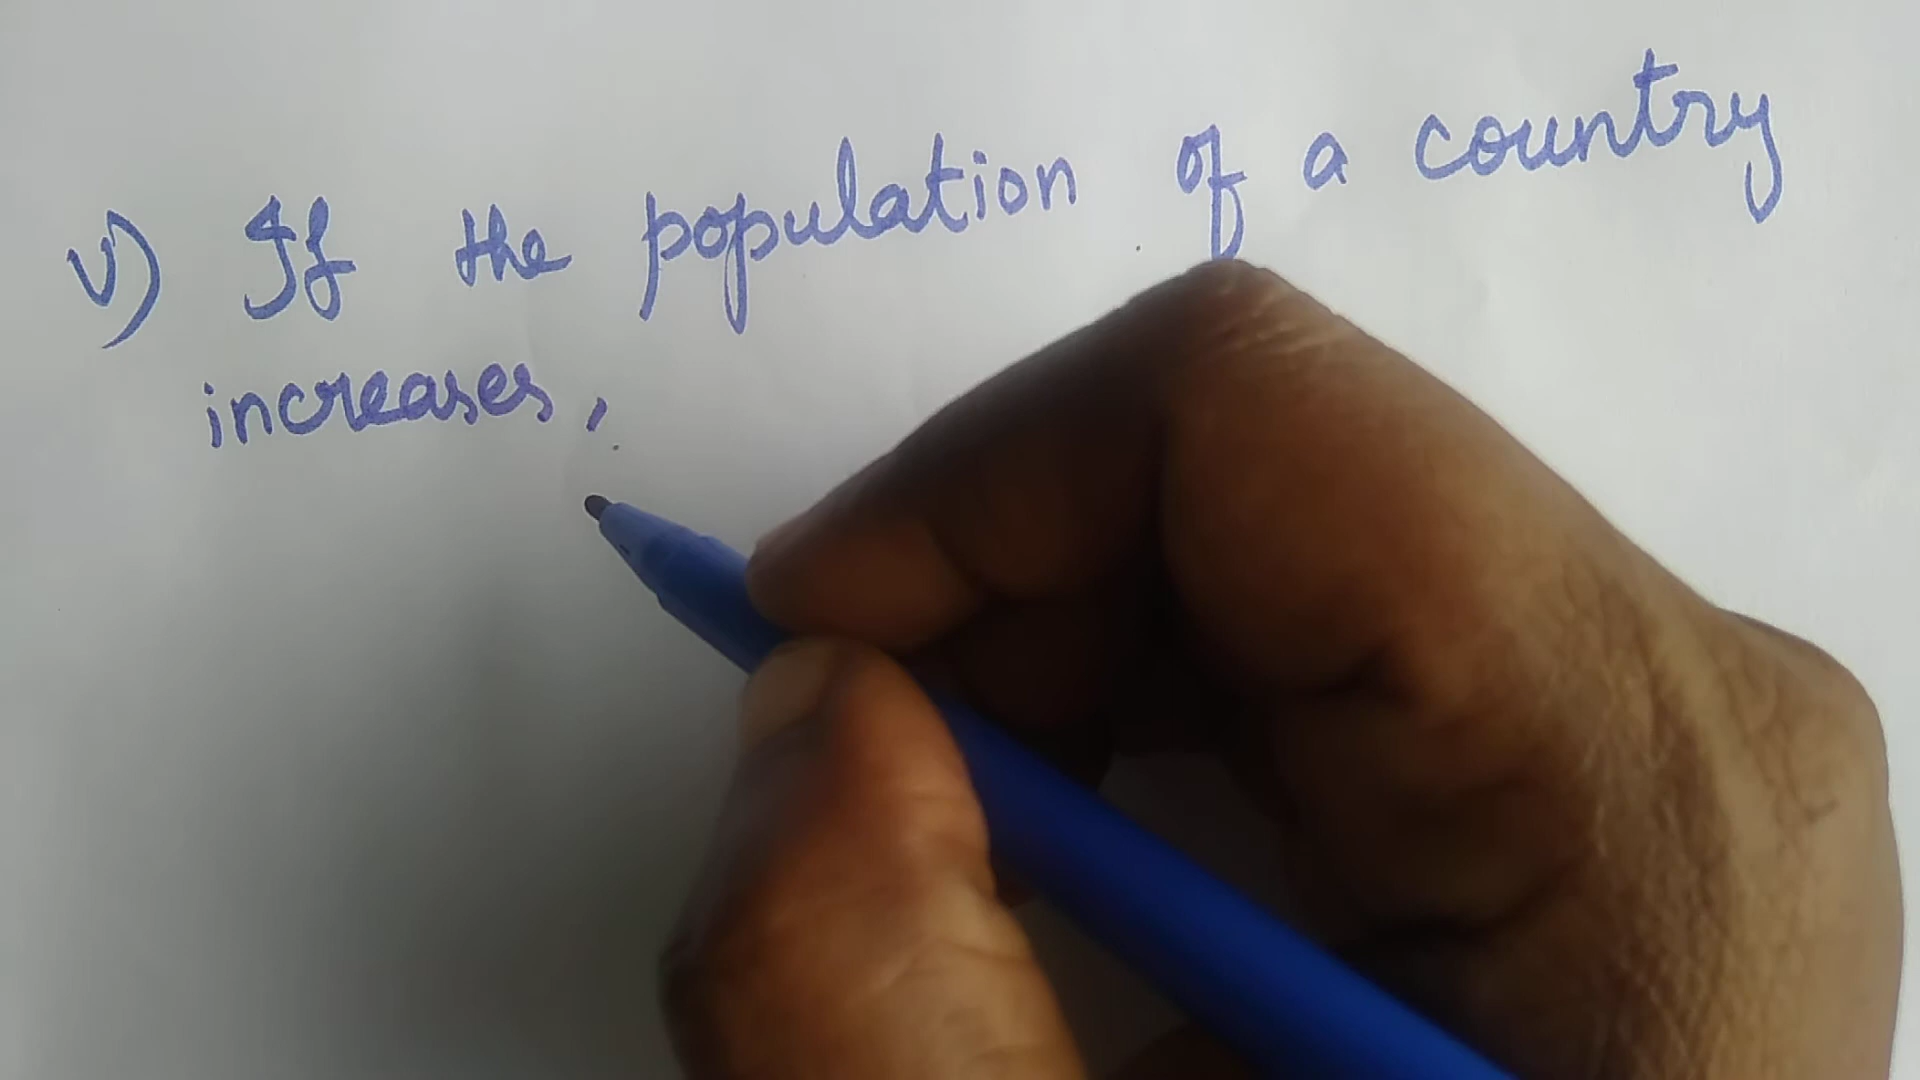 v) If the population of a country
increases,